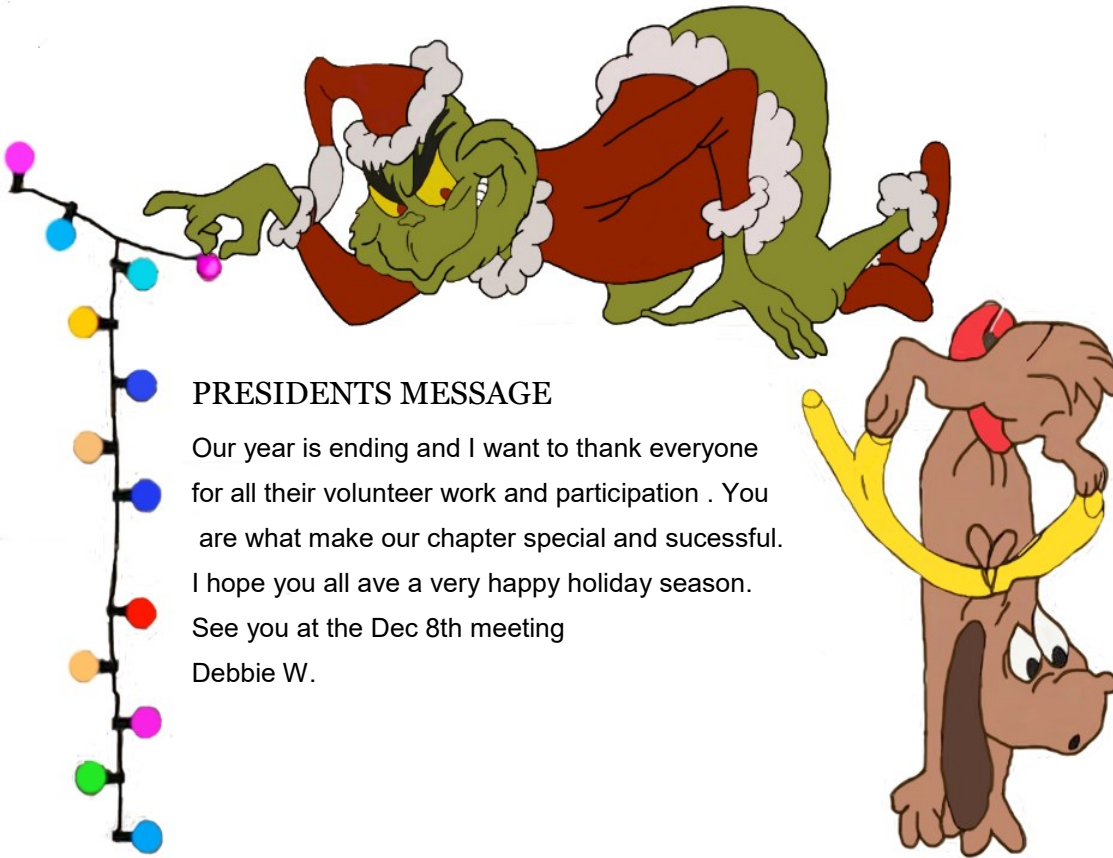 PRESIDENTS MESSAGE
Our year is ending and I want to thank everyone
for all their volunteer work and participation . You
are what make our chapter special and sucessful.
I hope you all ave a very happy holiday season.
See you at the Dec 8th meeting
Debbie W.